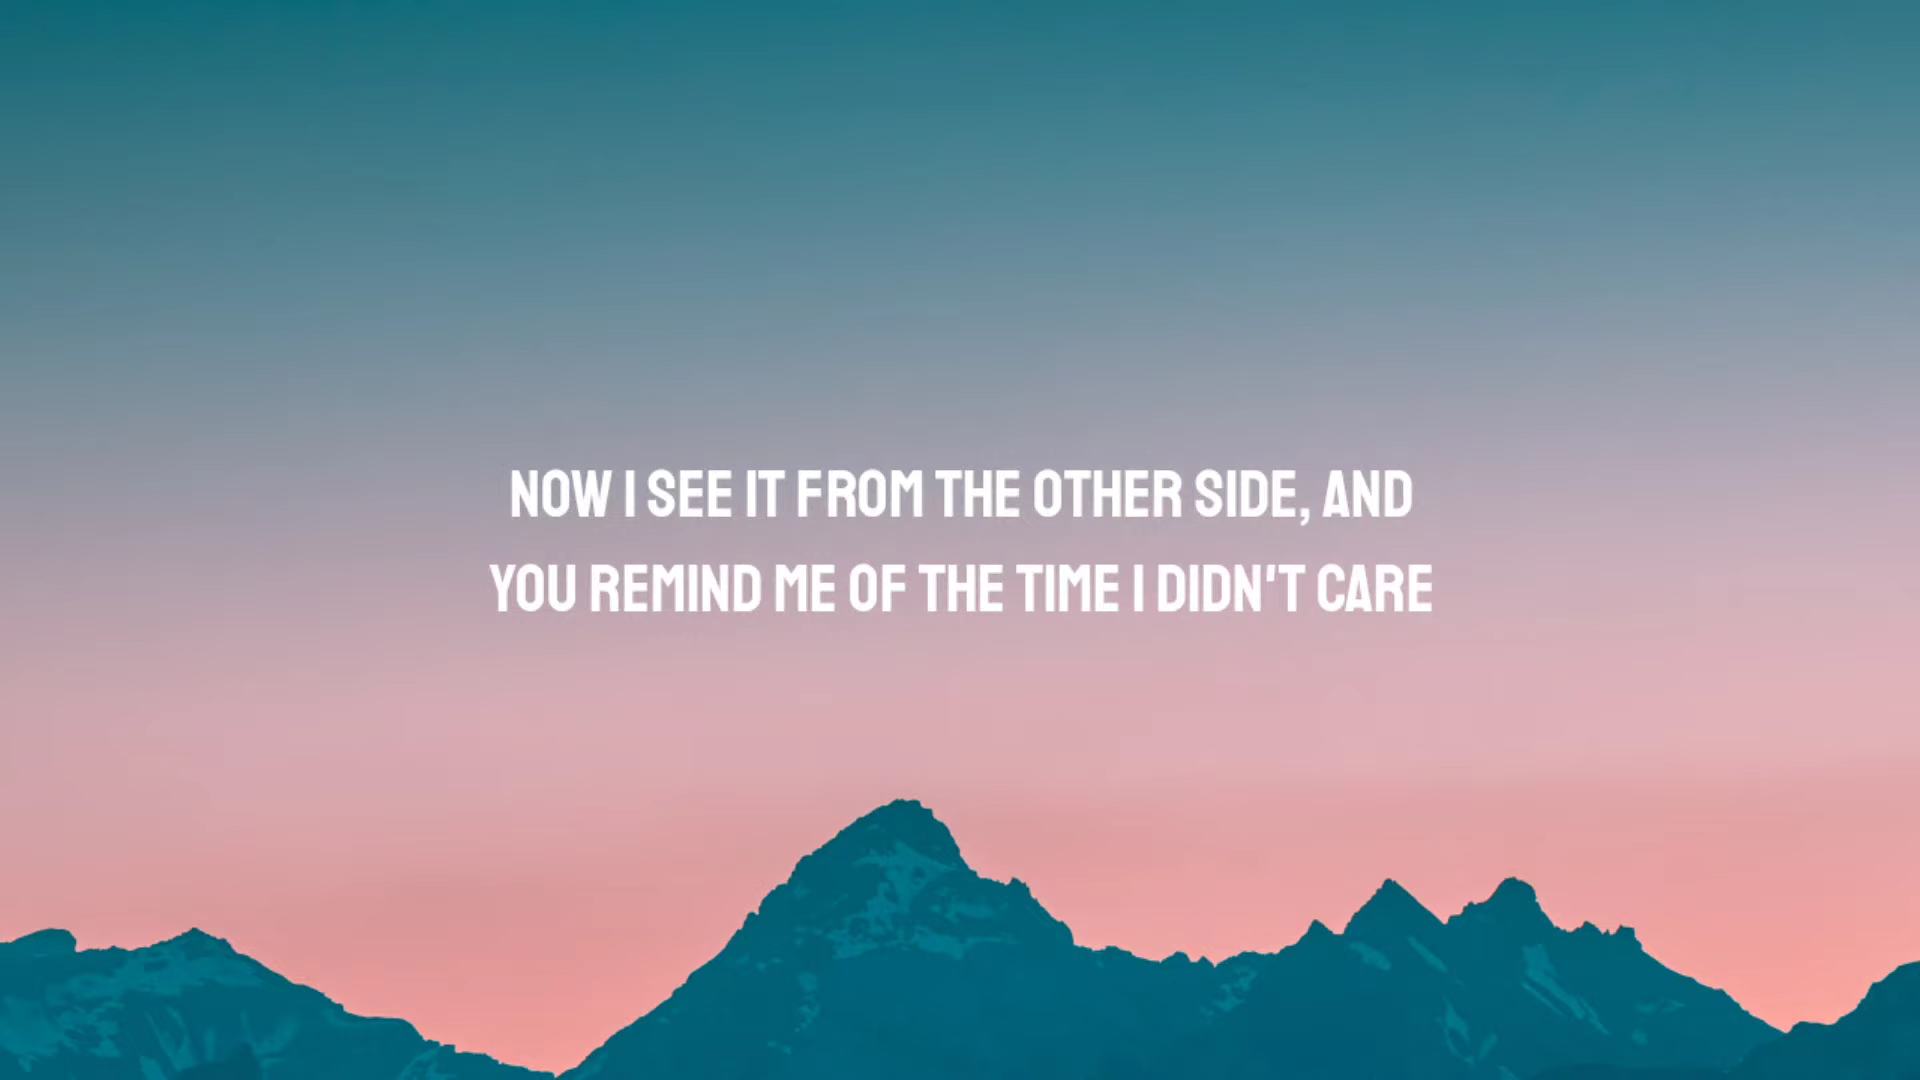 NOW I SEE IT FROM THE OTHER SIDE, AND
YOU REMIND ME OF THE TIME I DIDN'T CARE